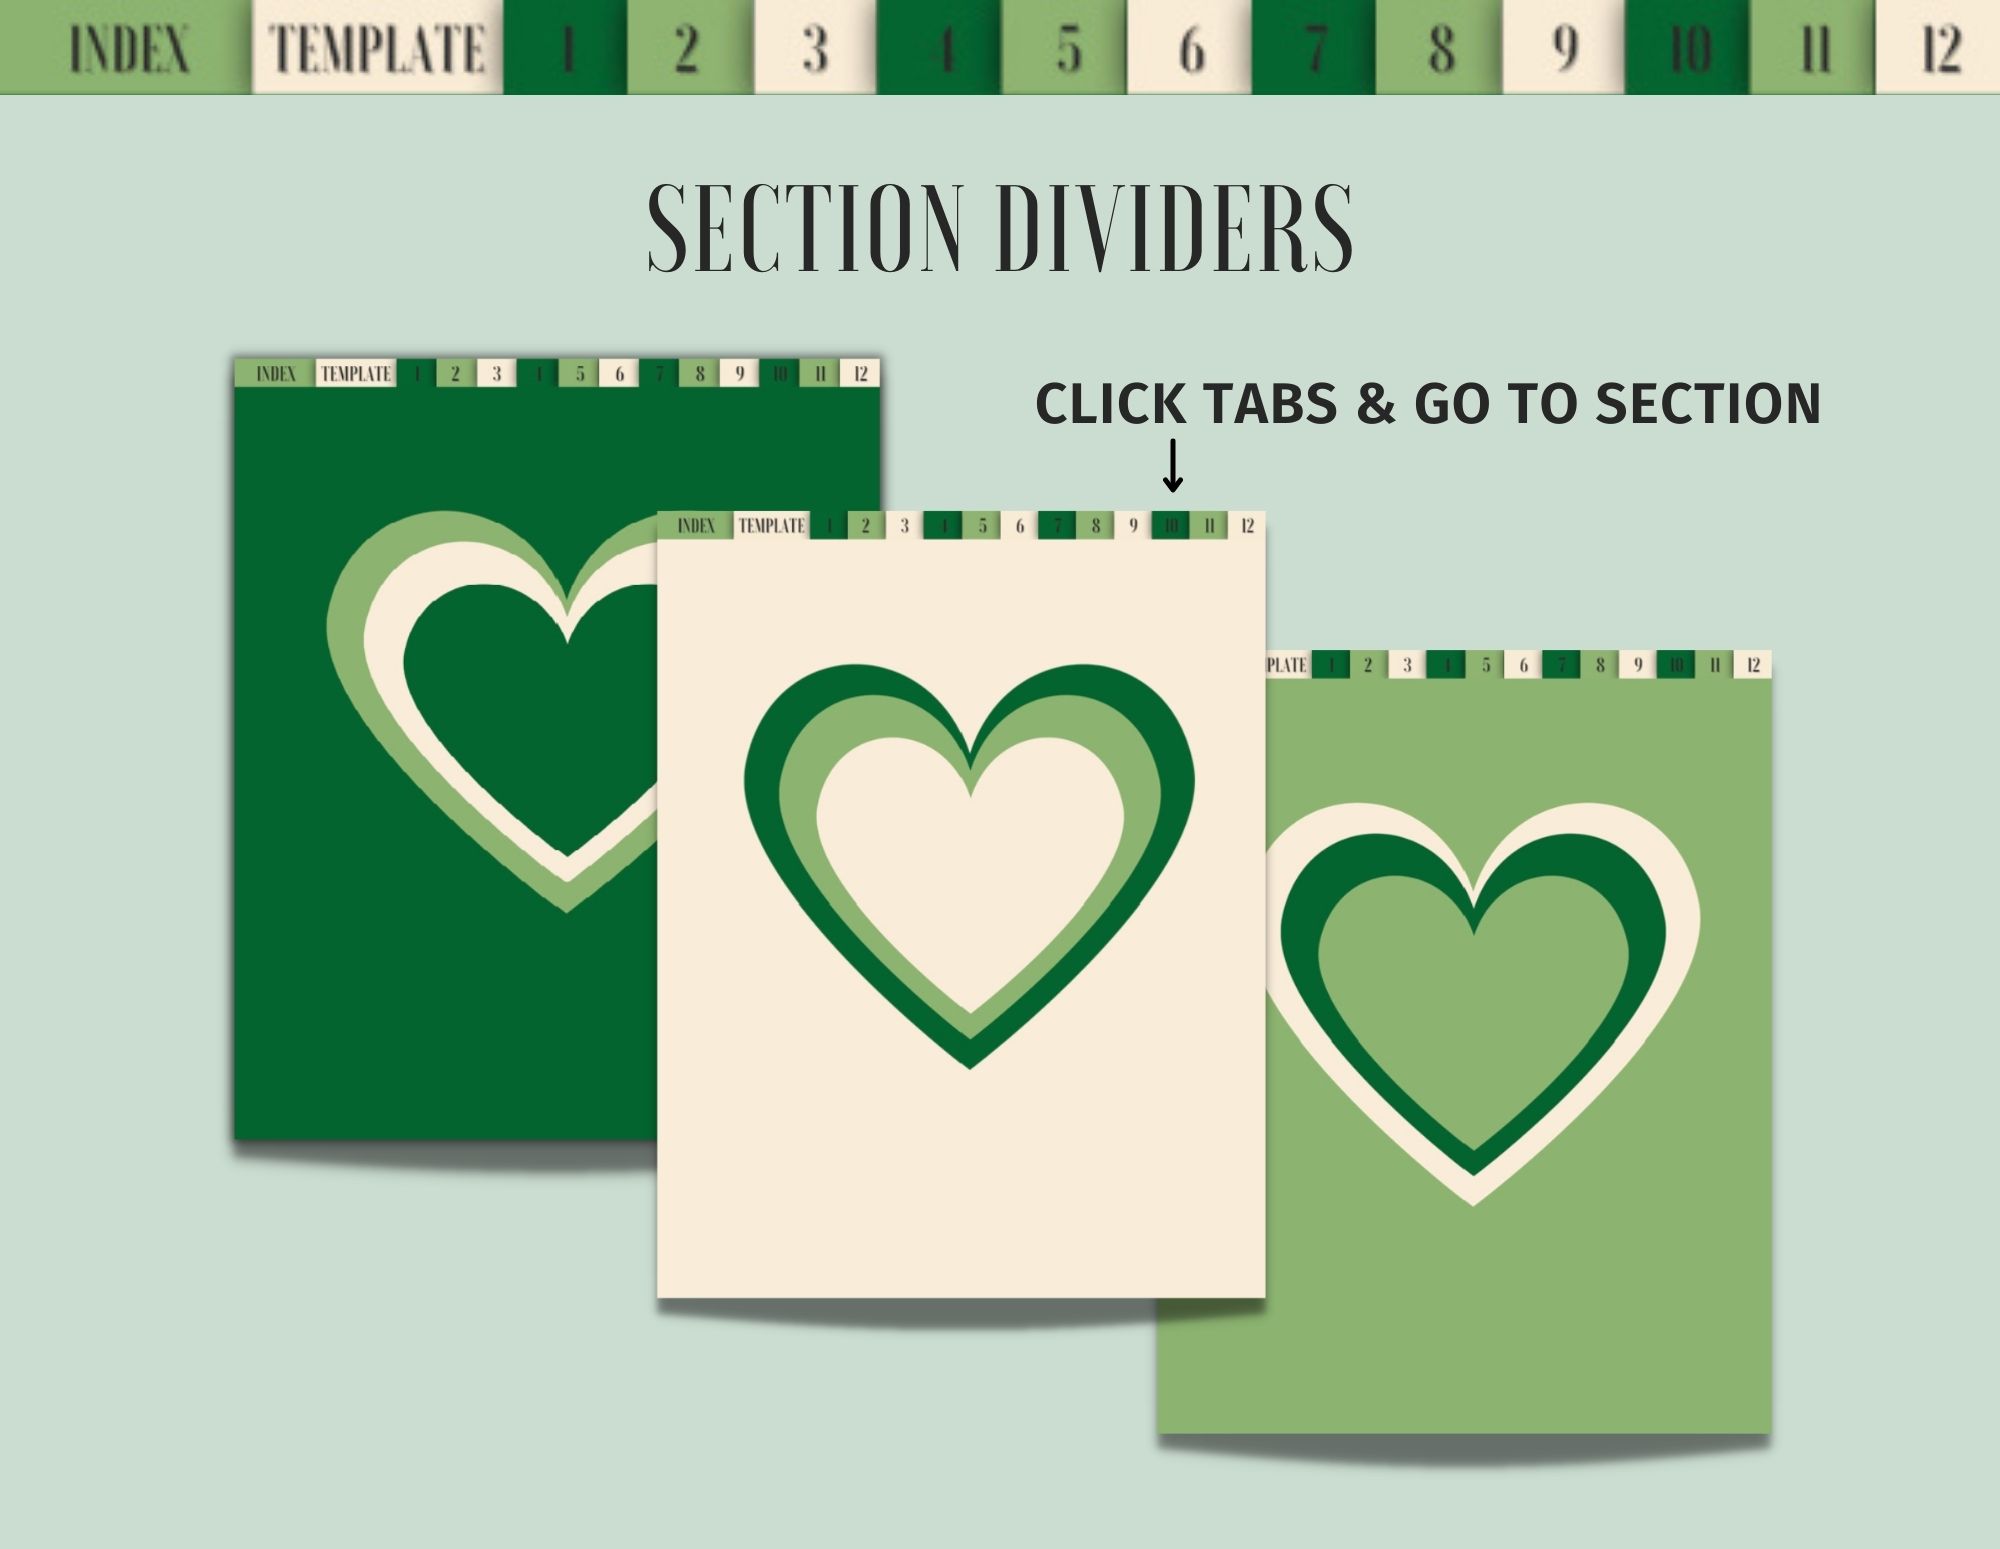 INDEX TEMPLATE 1 2 3 4 5 6 7 8 9 10 11 12
SECTION DIVIDERS
INDEX TEMPLATE 1 2 3 4 5 6 7 8 9 10 11 12
CLICK TABS & GO TO SECTION
INDEX TEMPLATE 1 2 3 4 5 6 7 8 9 10 11 12
PLATE 1 2 3 4 5 6 7 8 9 10 11 12